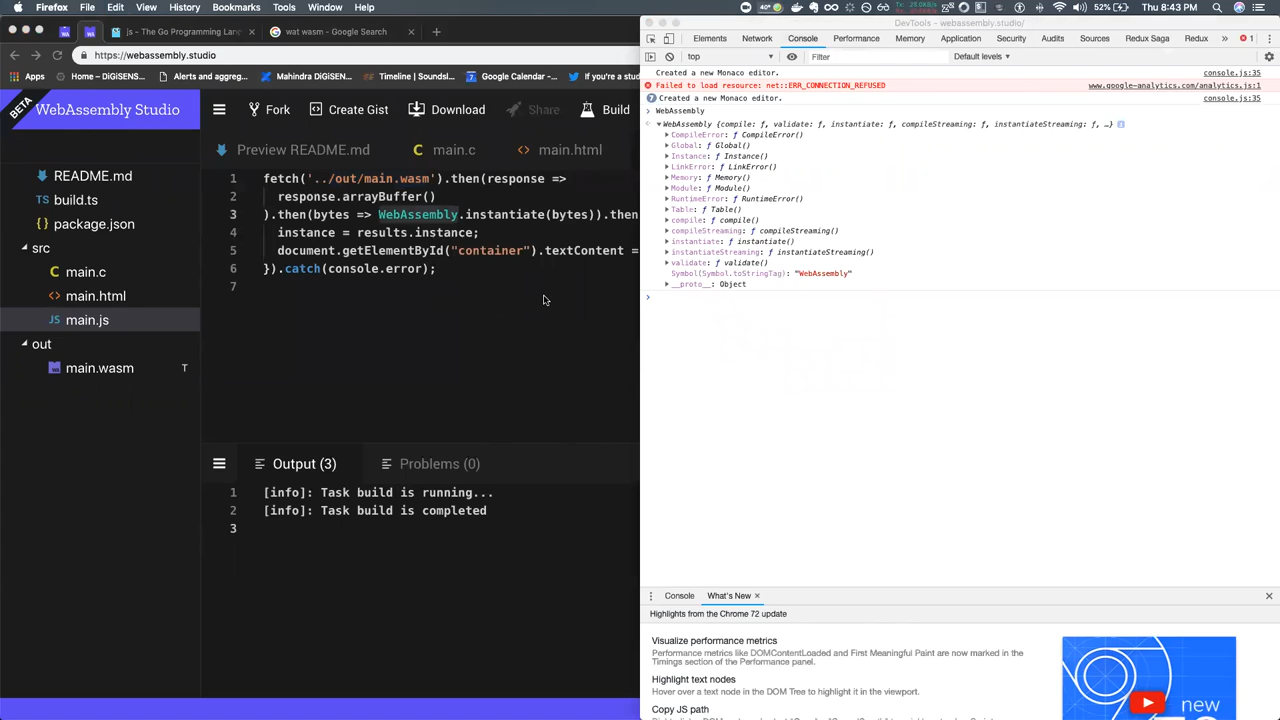 Chrome
File
Edit
View
History
Thu 8:01 PM
js - The Go Programming Lan
wat wasm - Google Search
https://webassembly.studio
Apps
Home - DigiSENS...
Alerts and aggreg...
Mahindra DigiSEN...
Timeline | Sound...
Google Calendar -...
If you're a stud
WebAssembly Studio
Fork
Create Gist
Download
Share
Build
README.md
build.ts
package.json
src
main.c
main.html
main.js
out
main.wasm T
Preview README.md
main.c
main.html
1 fetch('../out/main.wasm').then(response =>
2 response.arrayBuffer()
3 ).then(bytes => WebAssembly.instantiate(bytes)).then
4 instance = results.instance;
5 document.getElementById("container").textContent =
6 }).catch(console.error);
7
Output (3)
Problems (0)
1 [info]: Task build is running...
2 [info]: Task build is completed
3
DevTools - webassembly.studio/
Elements
Network
Console
Performance
Memory
Application
Security
Audits
Sources
Redux Saga
Redux
» 1
top
Filter
Default levels
Created a new Monaco editor. console.js:35
Failed to load resource: net::ERR_CONNECTION_REFUSED www.google-analytics.com/analytics.js:1
7 Created a new Monaco editor. console.js:35
WebAssembly
WebAssembly {compile: ƒ, validate: ƒ, instantiate: ƒ, compileStreaming: ƒ, instantiateStreaming: ƒ, …}
CompileError: ƒ CompileError()
Global: ƒ Global()
Instance: ƒ Instance()
LinkError: ƒ LinkError()
Memory: ƒ Memory()
Module: ƒ Module()
RuntimeError: ƒ RuntimeError()
Table: ƒ Table()
compile: ƒ compile()
compileStreaming: ƒ compileStreaming()
instantiate: ƒ instantiate()
instantiateStreaming: ƒ instantiateStreaming()
validate: ƒ validate()
Symbol(Symbol.toStringTag): "WebAssembly"
__proto__: Object
Console
What's New
Highlights from the Chrome 72 update
Visualize performance metrics
Performance metrics like DOMContentLoaded and First Meaningful Paint are now marked in the
Timings section of the Performance panel.
Highlight text nodes
Hover over a text node in the DOM Tree to highlight it in the viewport.
Copy JS path
new